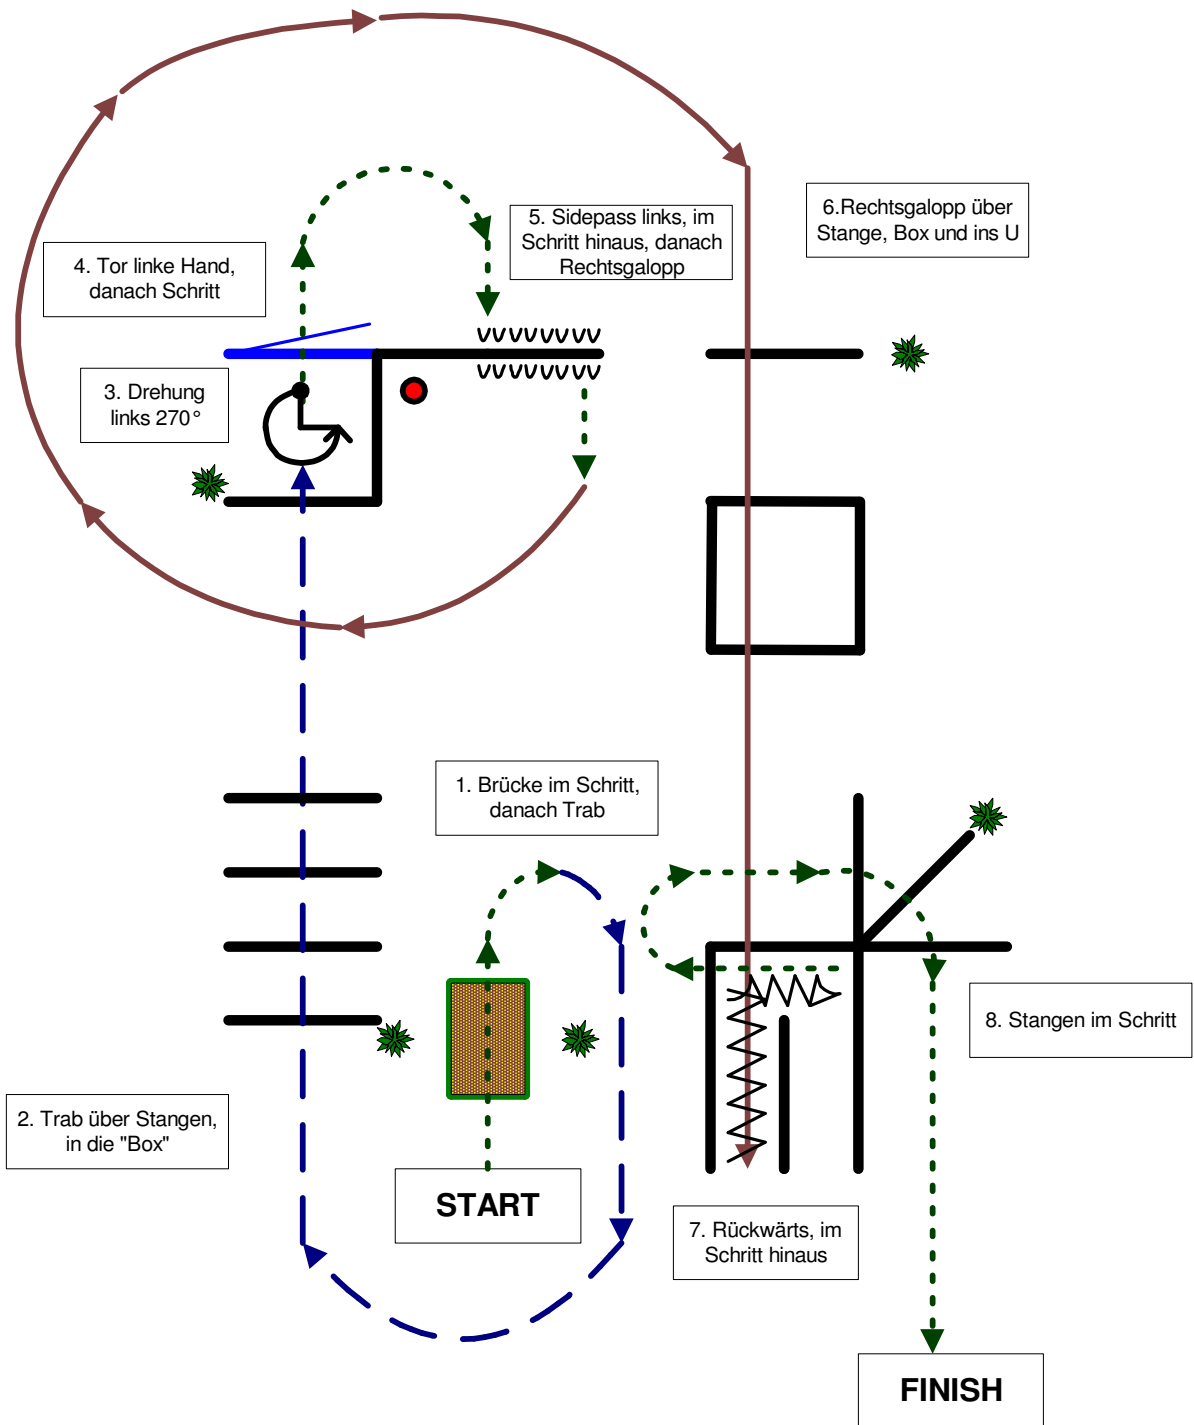 5. Sidepass links, im
Schritt hinaus, danach
Rechtsgalopp
6.Rechtsgalopp über
Stange, Box und ins U
4. Tor linke Hand,
danach Schritt
3. Drehung
links 270°
1. Brücke im Schritt,
danach Trab
8. Stangen im Schritt
2. Trab über Stangen,
in die "Box"
START
7. Rückwärts, im
Schritt hinaus
FINISH